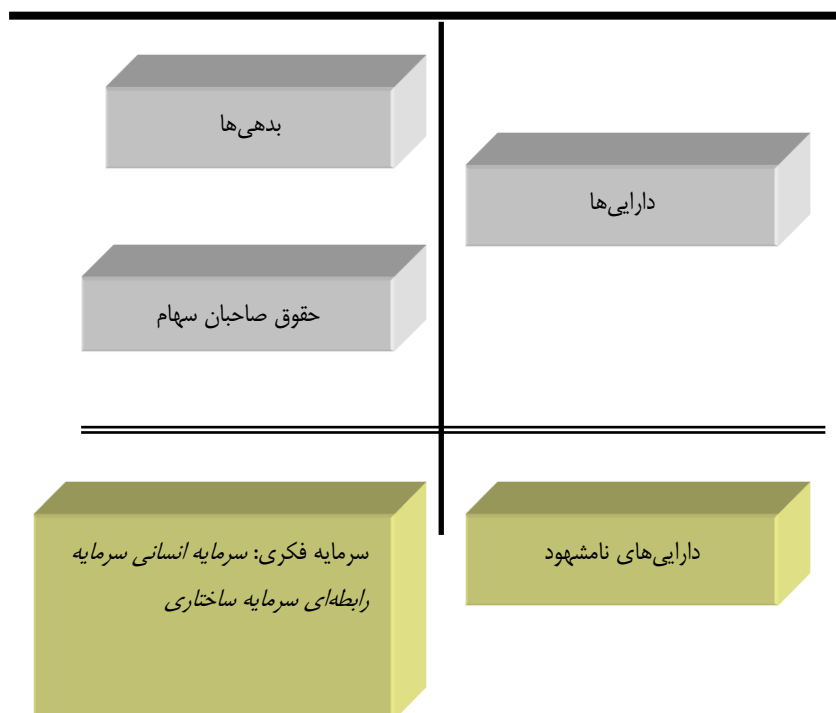 بدهی‌ها
دارایی‌ها
حقوق صاحبان سهام
سرمایه فکری: سرمایه انسانی سرمایه
رابطه‌ای سرمایه ساختاری
دارایی‌های نامشهود